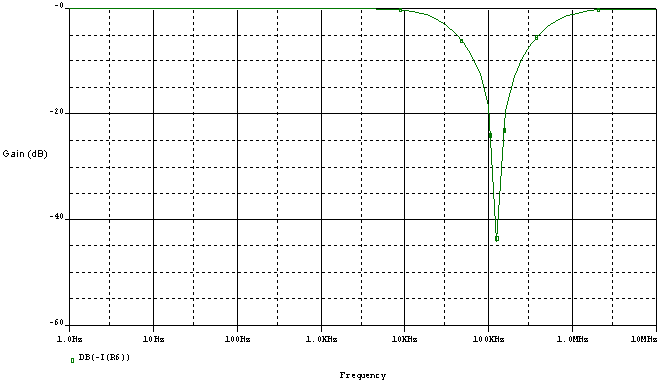 -0
-20
Gain (dB)
-40
-60
1.0Hz 10Hz 100Hz 1.0KHz 10KHz 100KHz 1.0MHz 10MHz
DB(-I(R6))
Frequency